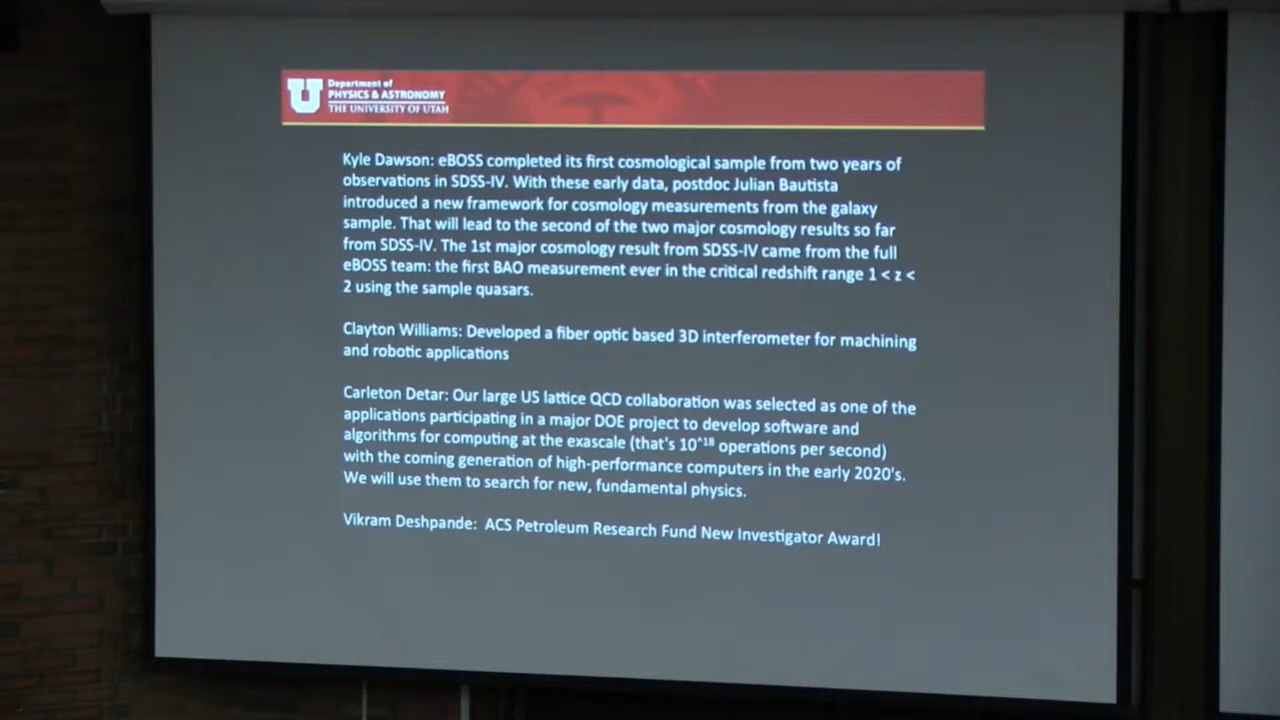 Department of
PHYSICS & ASTRONOMY
THE UNIVERSITY OF UTAH
Kyle Dawson: eBOSS completed its first cosmological sample from two years of
observations in SDSS-IV. With these early data, postdoc Julian Bautista
introduced a new framework for cosmology measurements from the galaxy
sample. That will lead to the second of the two major cosmology results so far
from SDSS-IV. The 1st major cosmology result from SDSS-IV came from the full
eBOSS team: the first BAO measurement ever in the critical redshift range 1 < z <
2 using the sample quasars.
Clayton Williams: Developed a fiber optic based 3D interferometer for machining
and robotic applications
Carleton Detar: Our large US lattice QCD collaboration was selected as one of the
applications participating in a major DOE project to develop software and
algorithms for computing at the exascale (that's 10^18 operations per second)
with the coming generation of high-performance computers in the early 2020's.
We will use them to search for new, fundamental physics.
Vikram Deshpande: ACS Petroleum Research Fund New Investigator Award!